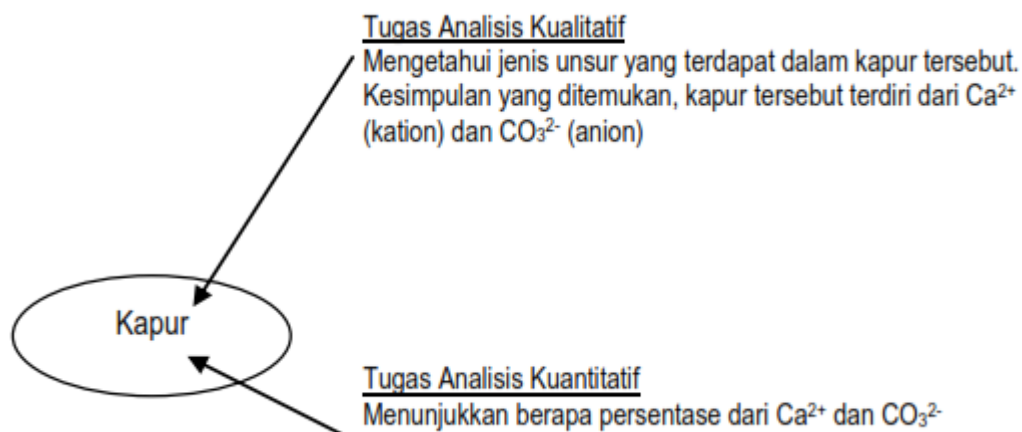 Tugas Analisis Kualitatif
Mengetahui jenis unsur yang terdapat dalam kapur tersebut.
Kesimpulan yang ditemukan, kapur tersebut terdiri dari Ca²⁺
(kation) dan CO₃²⁻ (anion)
Kapur
Tugas Analisis Kuantitatif
Menunjukkan berapa persentase dari Ca²⁺ dan CO₃²⁻